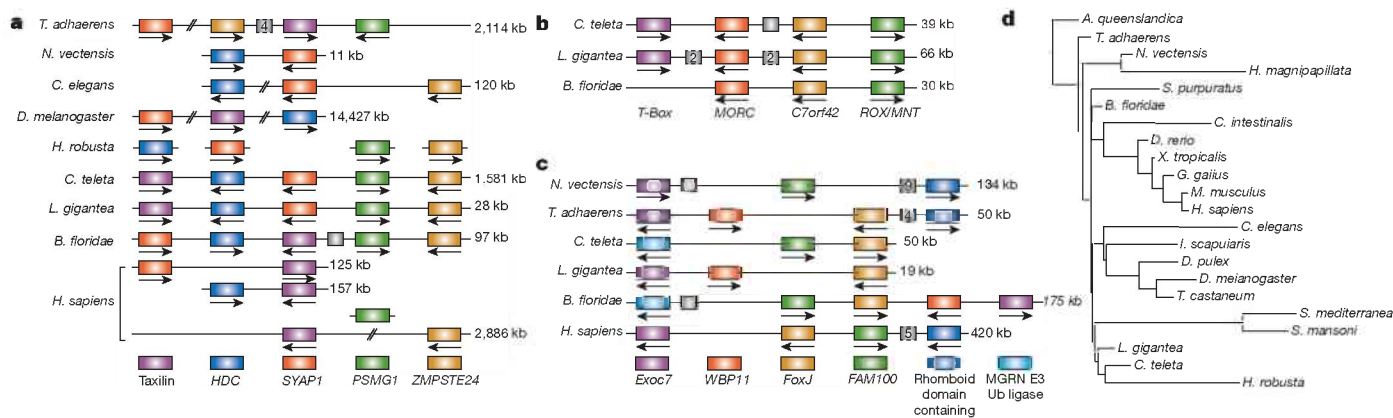 a
T. adhaerens 4 2,114 kb
N. vectensis 11 kb
C. elegans 120 kb
D. melanogaster 14,427 kb
H. robusta
C. teleta 1,581 kb
L. gigantea 28 kb
B. floridae 97 kb
125 kb
157 kb
H. sapiens
2,886 kb
Taxilin HDC SYAP1 PSMG1 ZMPSTE24
b
C. teleta 39 kb
L. gigantea 2 2 66 kb
B. floridae 30 kb
T-Box MORC C7orf42 ROX/MNT
c
N. vectensis 9 134 kb
T. adhaerens 4 50 kb
C. teleta 50 kb
L. gigantea 19 kb
B. floridae 175 kb
H. sapiens 5 420 kb
Exoc7 WBP11 FoxJ FAM100 Rhomboid domain containing MGRN E3 Ub ligase
d
A. queenslandica
T. adhaerens
N. vectensis
H. magnipapillata
S. purpuratus
B. floridae
C. intestinalis
D. rerio
X. tropicalis
G. gaiius
M. musculus
H. sapiens
C. elegans
I. scapuiaris
D. pulex
D. meianogaster
T. castaneum
S. mediterranea
S. mansoni
L. gigantea
C. teleta
H. robusta